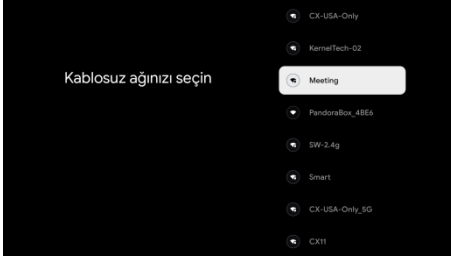 Kablosuz ağınızı seçin
CX-USA-Only
KernelTech-02
Meeting
PandoraBox_4BE6
SW-2.4g
Smart
CX-USA-Only_5G
CX11